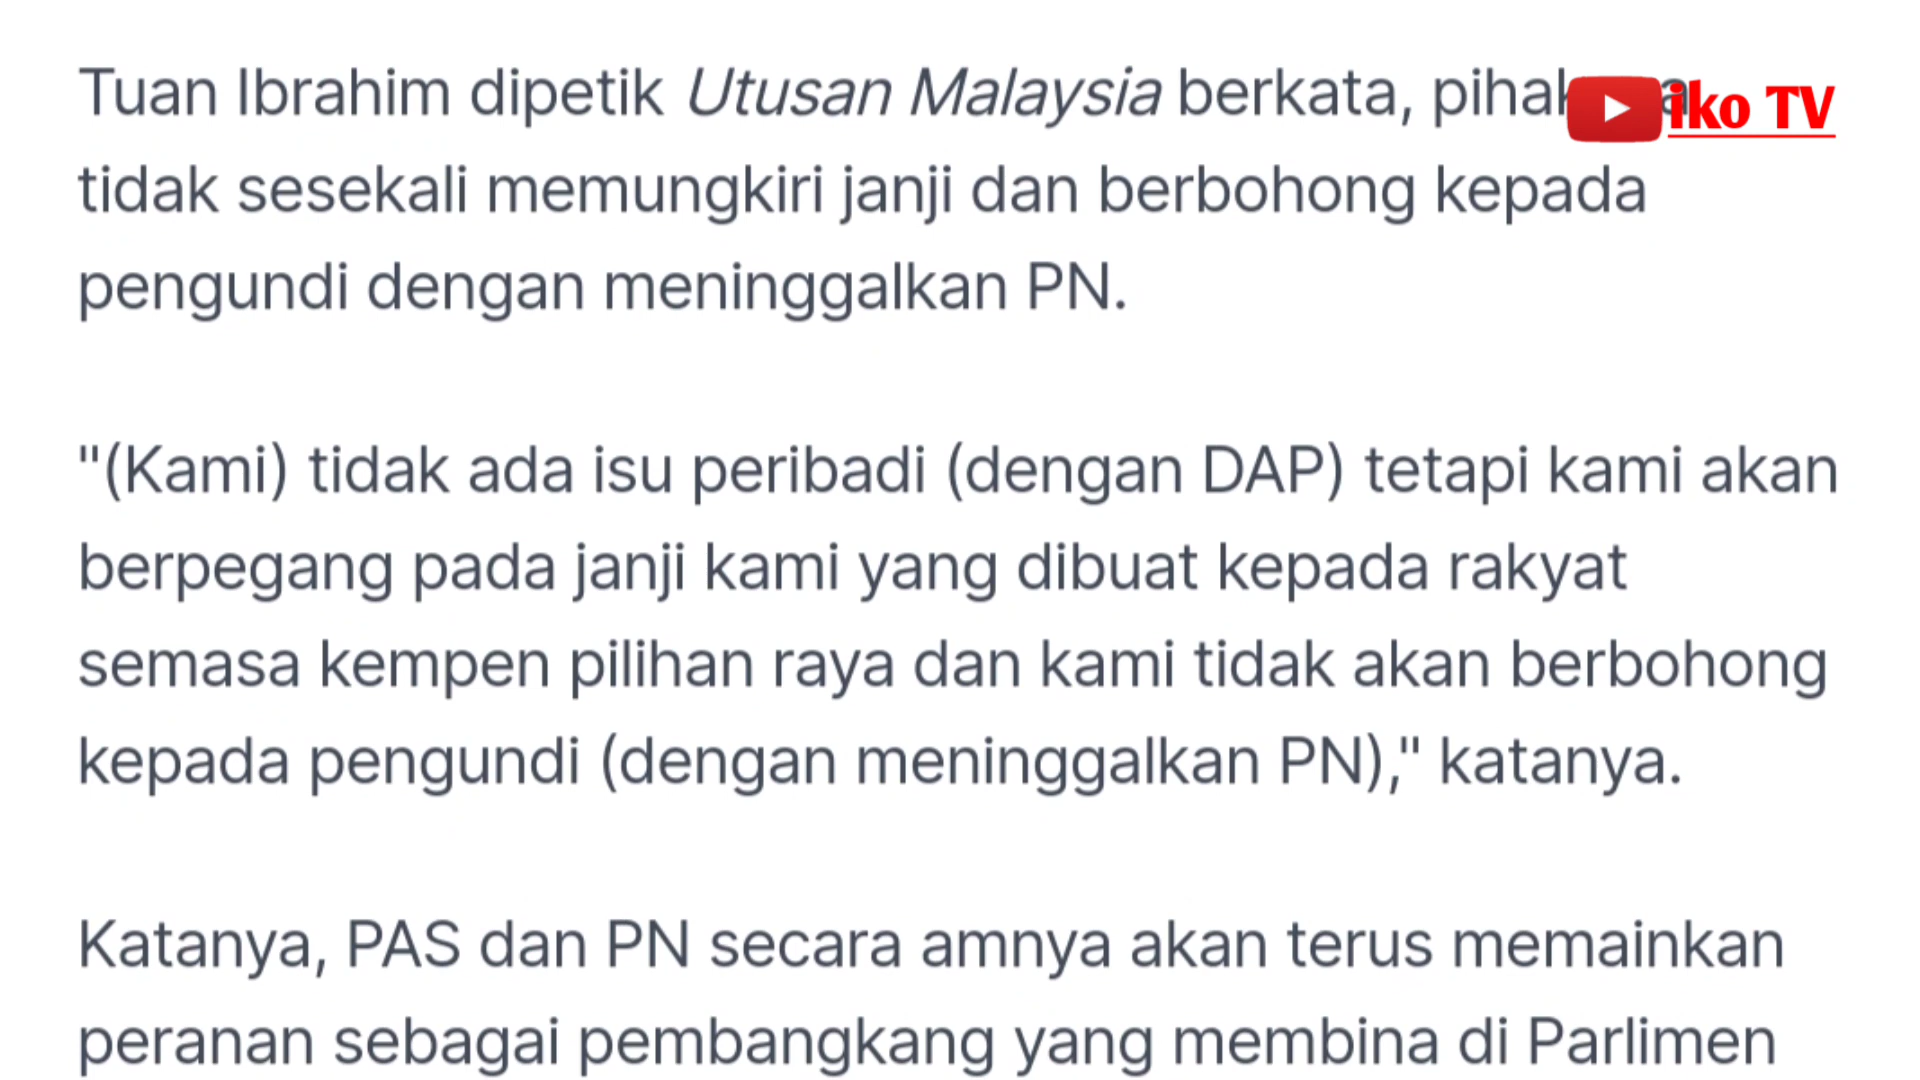 Tuan Ibrahim dipetik Utusan Malaysia berkata,
iko TV
tidak sesekali memungkiri janji dan berbohong kepada
pengundi dengan meninggalkan PN.
"(Kami) tidak ada isu peribadi (dengan DAP) tetapi kami akan
berpegang pada janji kami yang dibuat kepada rakyat
semasa kempen pilihan raya dan kami tidak akan berbohong
kepada pengundi (dengan meninggalkan PN)," katanya.
Katanya, PAS dan PN secara amnya akan terus memainkan
peranan sebagai pembangkang yang membina di Parlimen